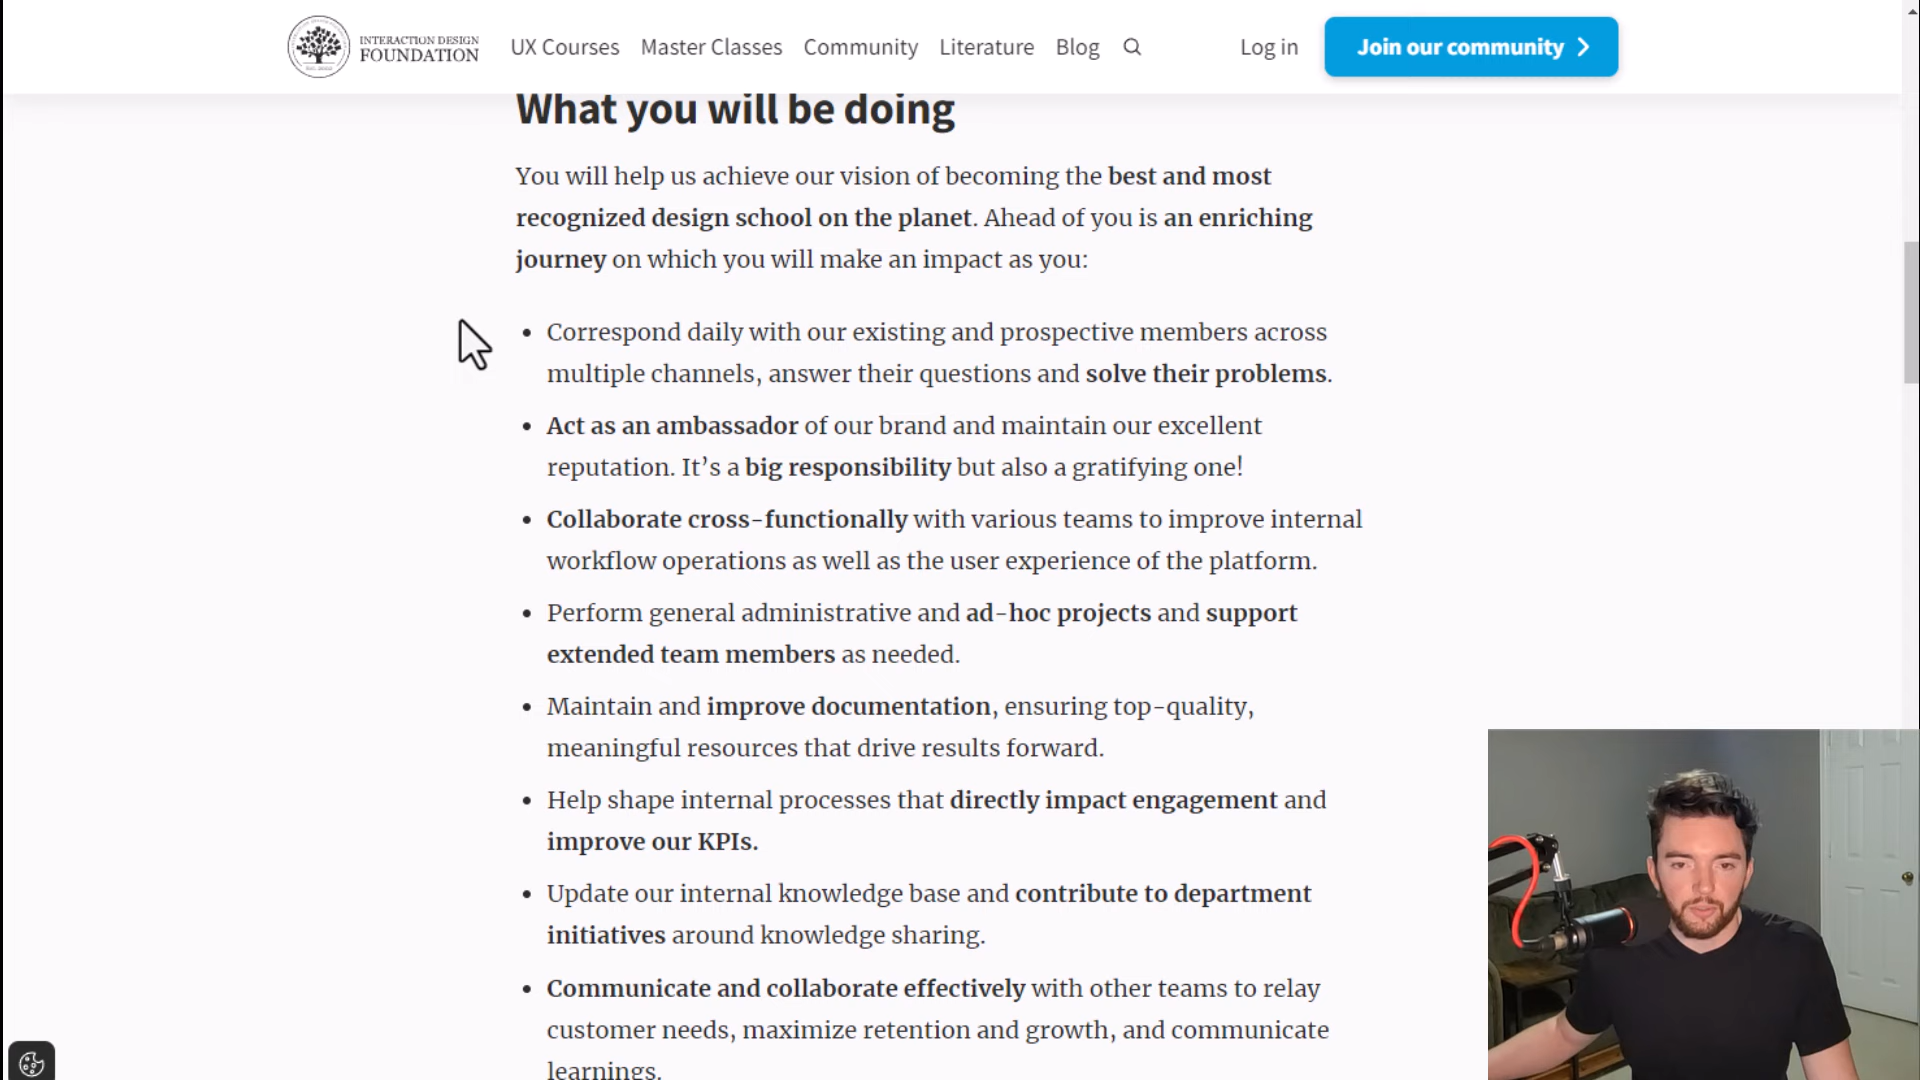 INTERACTION DESIGN
FOUNDATION
UX Courses
Master Classes
Community
Literature
Blog
Log in
Join our community
What you will be doing
You will help us achieve our vision of becoming the best and most
recognized design school on the planet. Ahead of you is an enriching
journey on which you will make an impact as you:
• Correspond daily with our existing and prospective members across
multiple channels, answer their questions and solve their problems.
• Act as an ambassador of our brand and maintain our excellent
reputation. It’s a big responsibility but also a gratifying one!
• Collaborate cross-functionally with various teams to improve internal
workflow operations as well as the user experience of the platform.
• Perform general administrative and ad-hoc projects and support
extended team members as needed.
• Maintain and improve documentation, ensuring top-quality,
meaningful resources that drive results forward.
• Help shape internal processes that directly impact engagement and
improve our KPIs.
• Update our internal knowledge base and contribute to department
initiatives around knowledge sharing.
• Communicate and collaborate effectively with other teams to relay
customer needs, maximize retention and growth, and communicate
learnings.